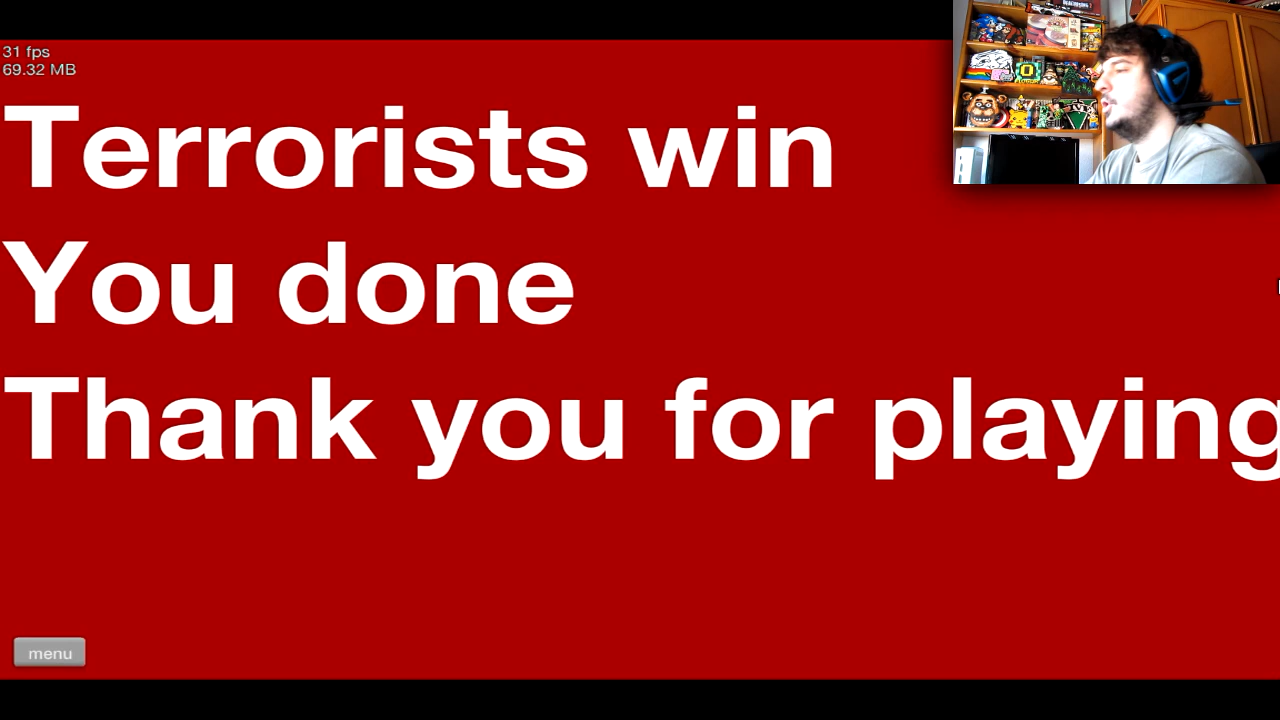 31 fps
69.32 MB
Terrorists win
You done
Thank you for playing
menu